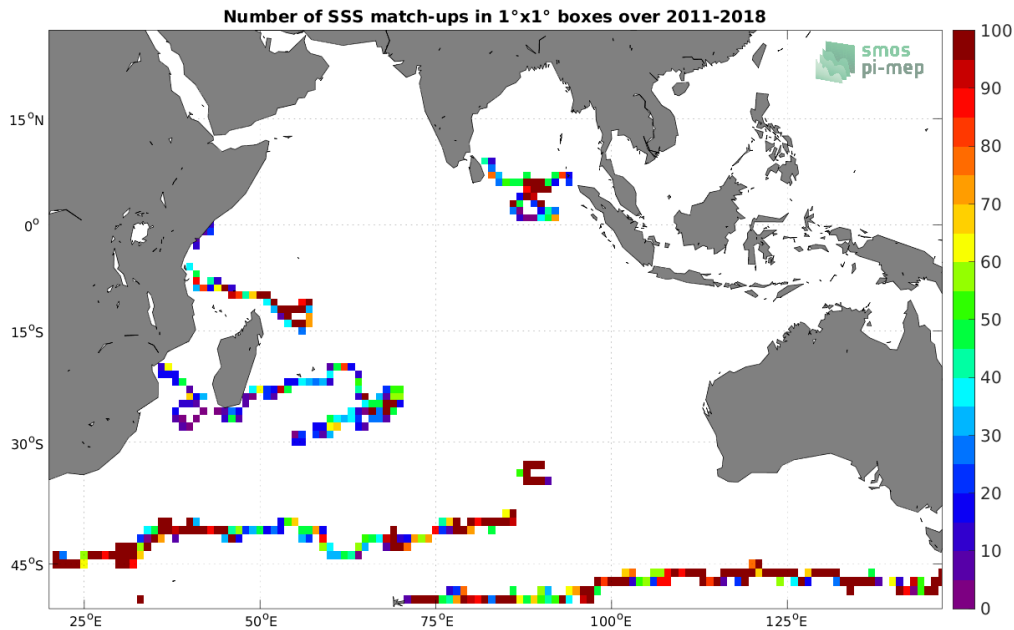 Number of SSS match-ups in 1°x1° boxes over 2011-2018
smos
pi-mep
15°N
0°
15°S
30°S
45°S
25°E
50°E
75°E
100°E
125°E
100
90
80
70
60
50
40
30
20
10
0